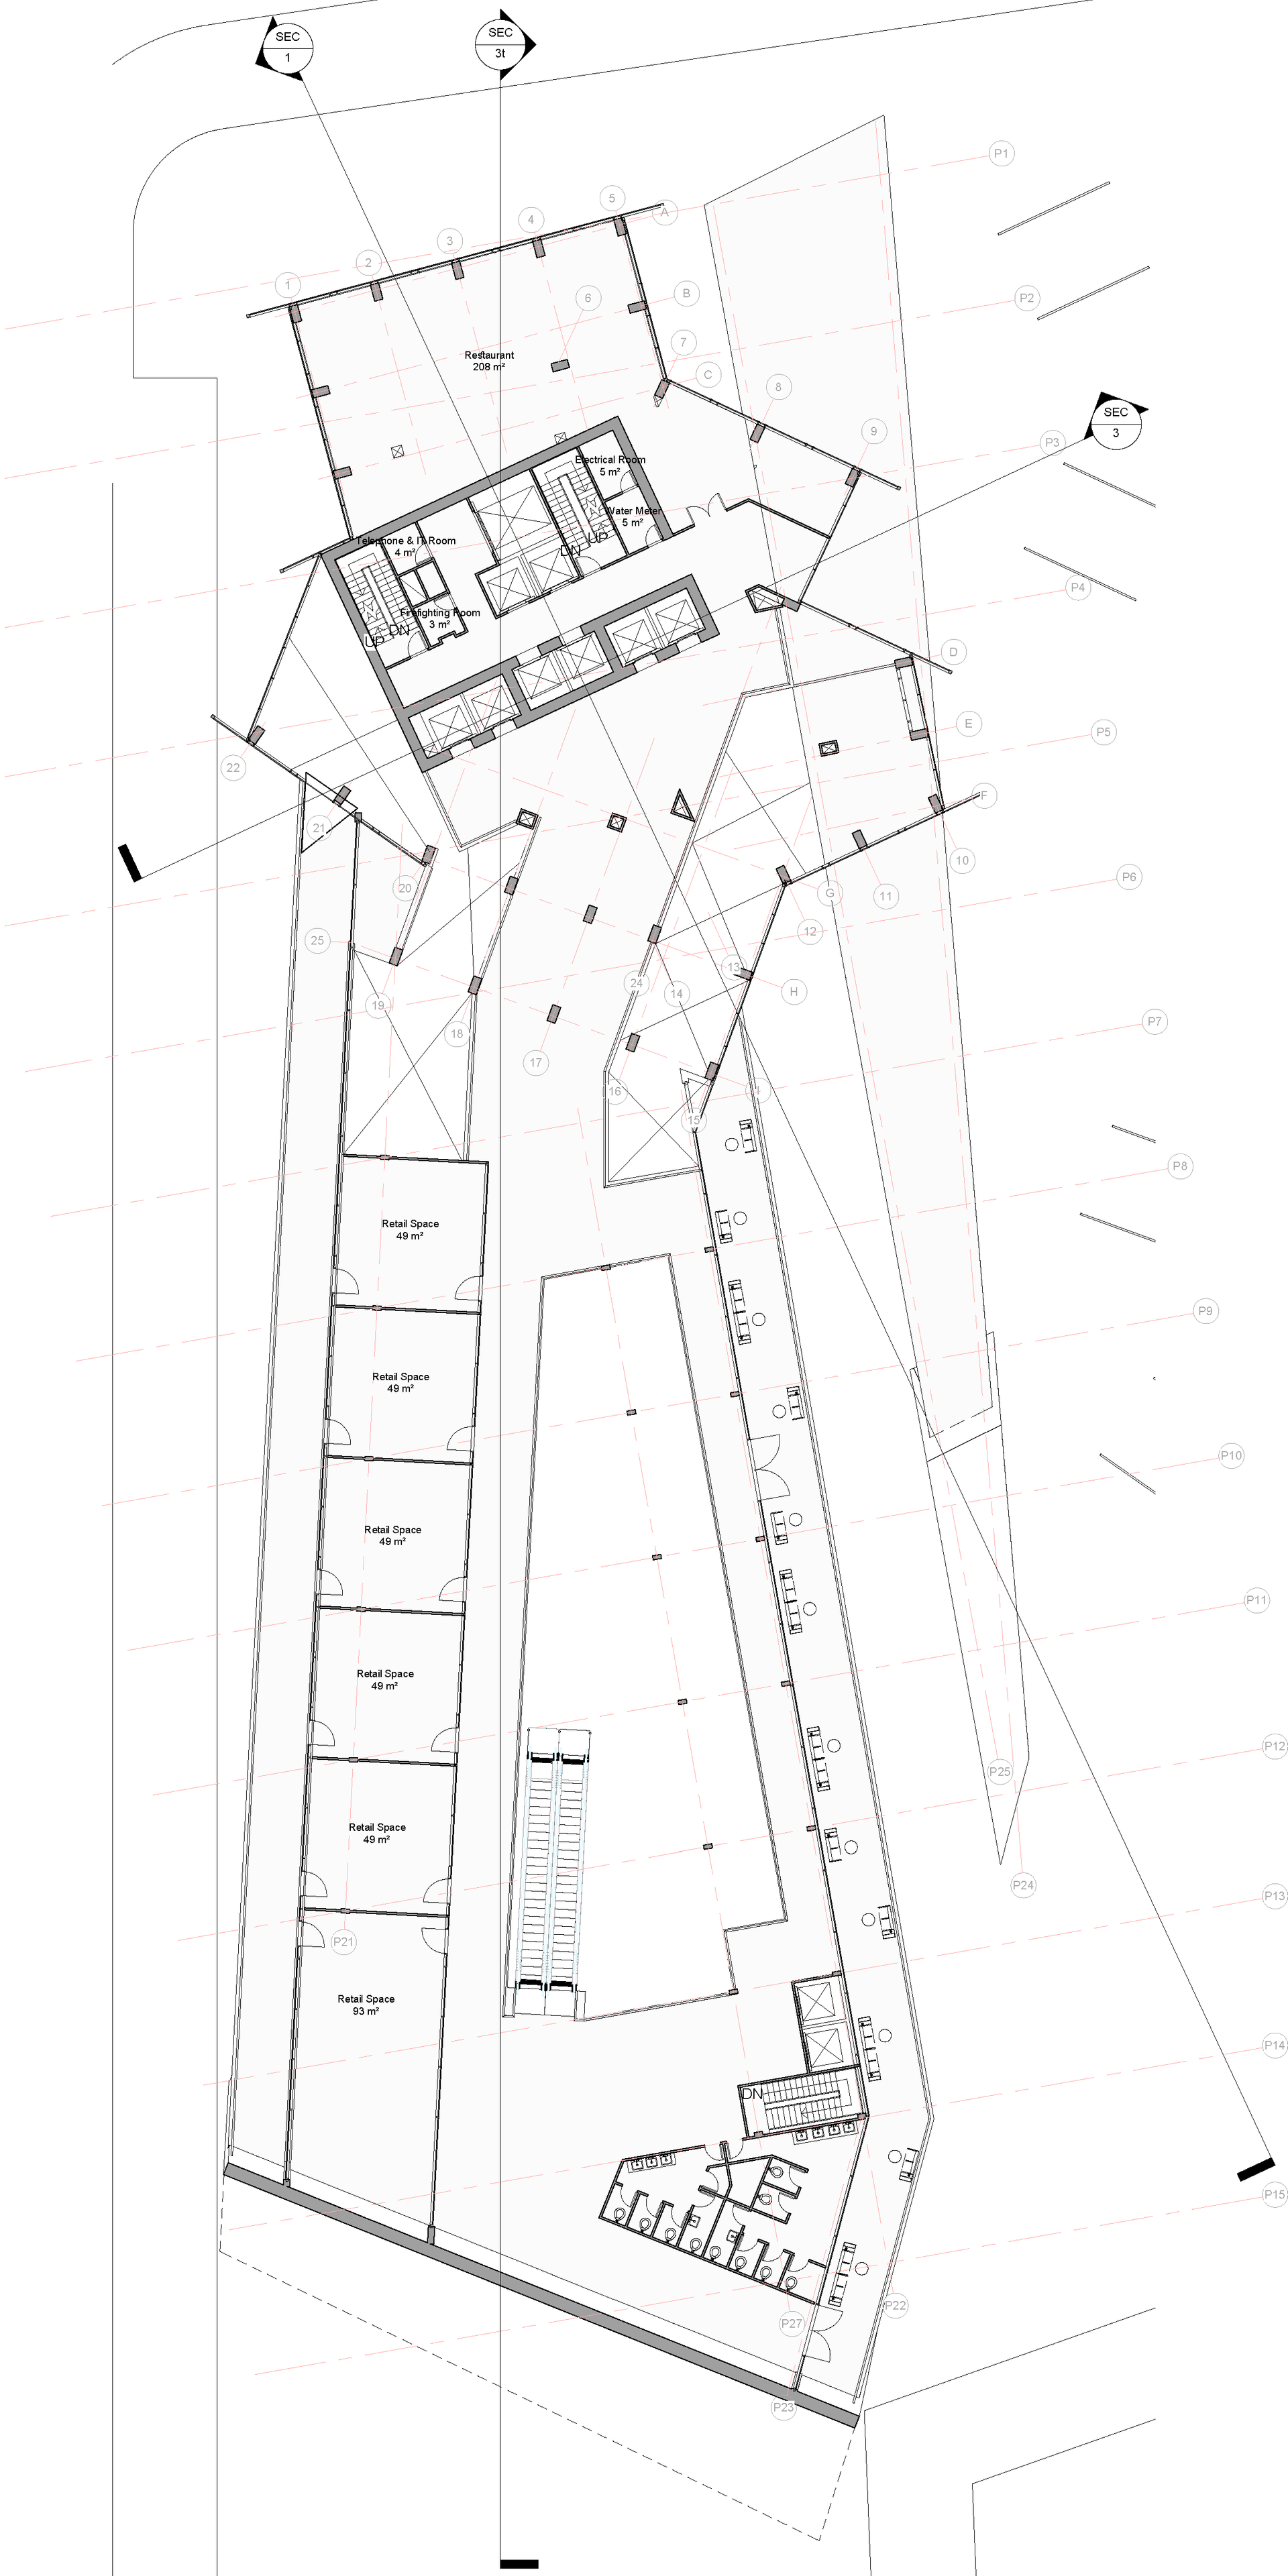 SEC
1
SEC
3t
P1
5
A
4
3
2
1
B
6
P2
7
Restaurant
208 m²
C
8
SEC
3
9
P3
Electrical Room
5 m²
Water Meter
5 m²
UP
DN
Telephone & IT Room
4 m²
P4
Firefighting Room
3 m²
DN
UP
D
E
P5
22
F
21
10
20
G
11
P6
25
12
13
24
14
H
19
18
P7
17
16
15
P8
Retail Space
49 m²
P9
Retail Space
49 m²
P10
Retail Space
49 m²
P11
Retail Space
49 m²
P12
P25
Retail Space
49 m²
P24
P13
P21
Retail Space
93 m²
P14
DN
P15
P22
P27
P23